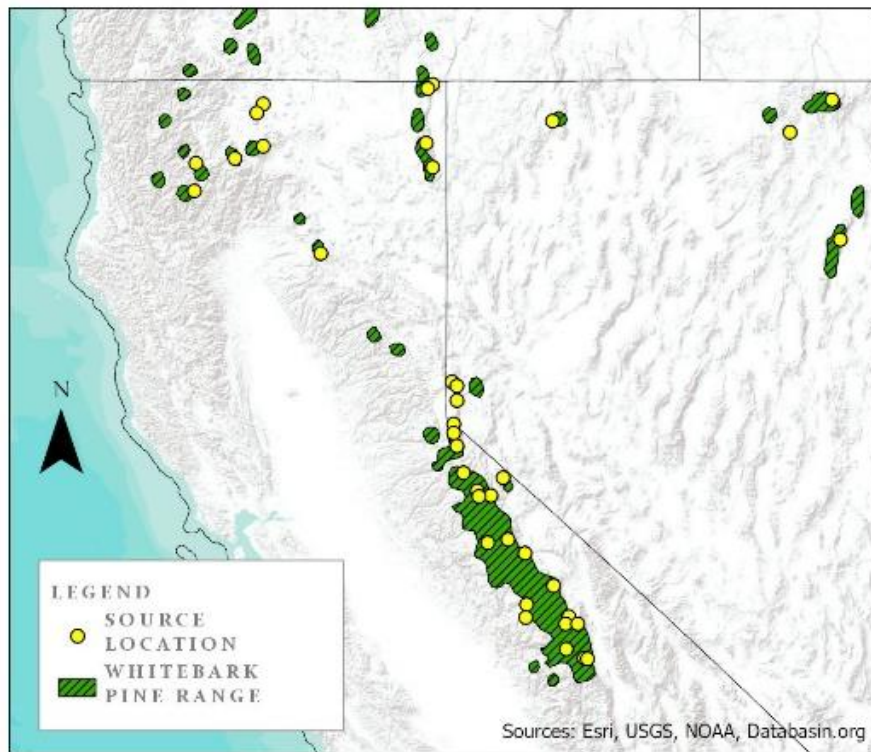 N
LEGEND
SOURCE
LOCATION
WHITEBARK
PINE RANGE
Sources: Esri, USGS, NOAA, Databasin.org